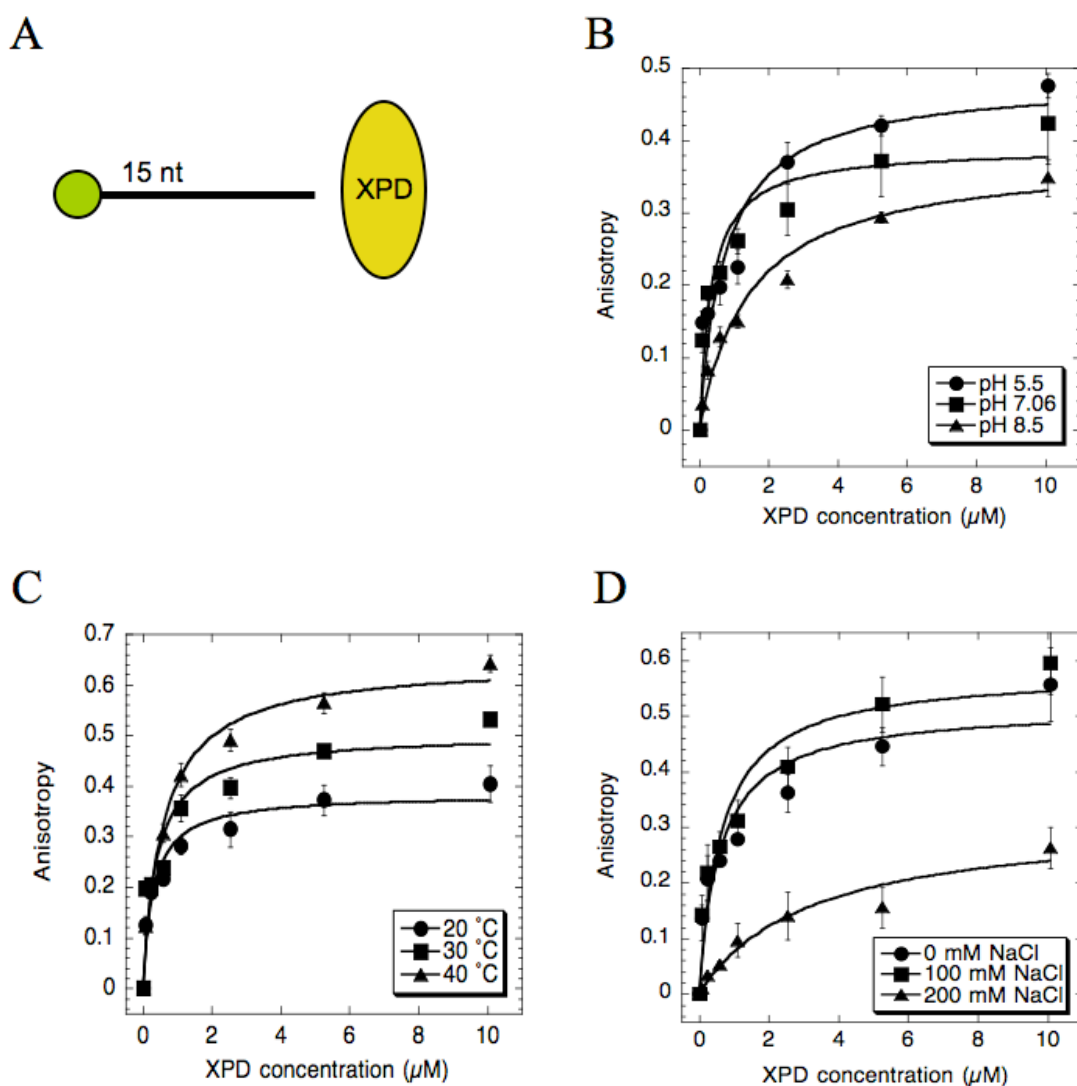 A
15 nt
XPD
B
0.5
0.4
0.3
0.2
0.1
0
Anisotropy
pH 5.5
pH 7.06
pH 8.5
0 2 4 6 8 10
XPD concentration (µM)
C
0.7
0.6
0.5
0.4
0.3
0.2
0.1
0
Anisotropy
20 °C
30 °C
40 °C
0 2 4 6 8 10
XPD concentration (µM)
D
0.6
0.5
0.4
0.3
0.2
0.1
0
Anisotropy
0 mM NaCl
100 mM NaCl
200 mM NaCl
0 2 4 6 8 10
XPD concentration (µM)